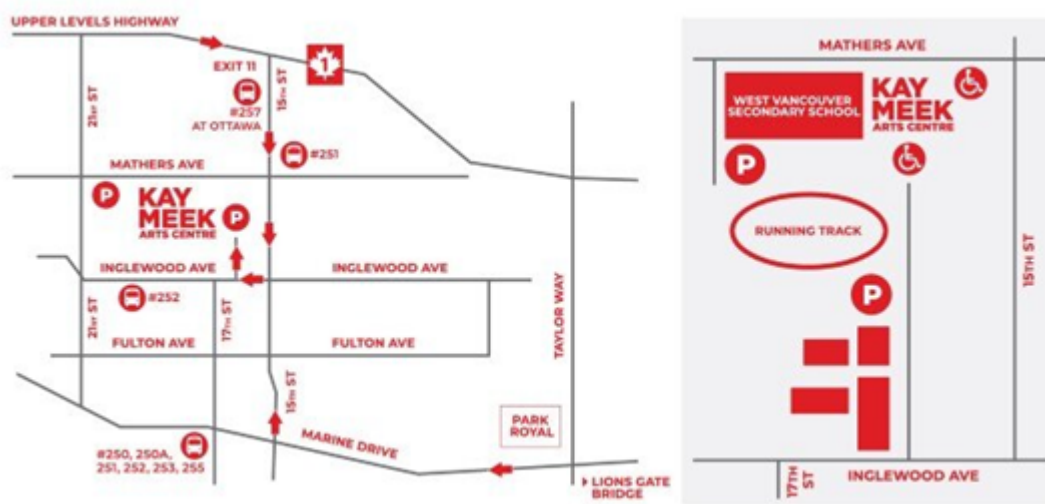 UPPER LEVELS HIGHWAY
EXIT 11
1
21ST ST
15TH ST
#257
AT OTTAWA
#251
MATHERS AVE
P
KAY
MEEK
ARTS CENTRE
P
INGLEWOOD AVE
INGLEWOOD AVE
#252
21ST ST
17TH ST
TAYLOR WAY
FULTON AVE
FULTON AVE
15TH ST
PARK
ROYAL
MARINE DRIVE
#250, 250A,
251, 252, 253, 255
LIONS GATE
BRIDGE
MATHERS AVE
WEST VANCOUVER
SECONDARY SCHOOL
KAY
MEEK
ARTS CENTRE
P
RUNNING TRACK
15TH ST
P
17TH
ST
INGLEWOOD AVE